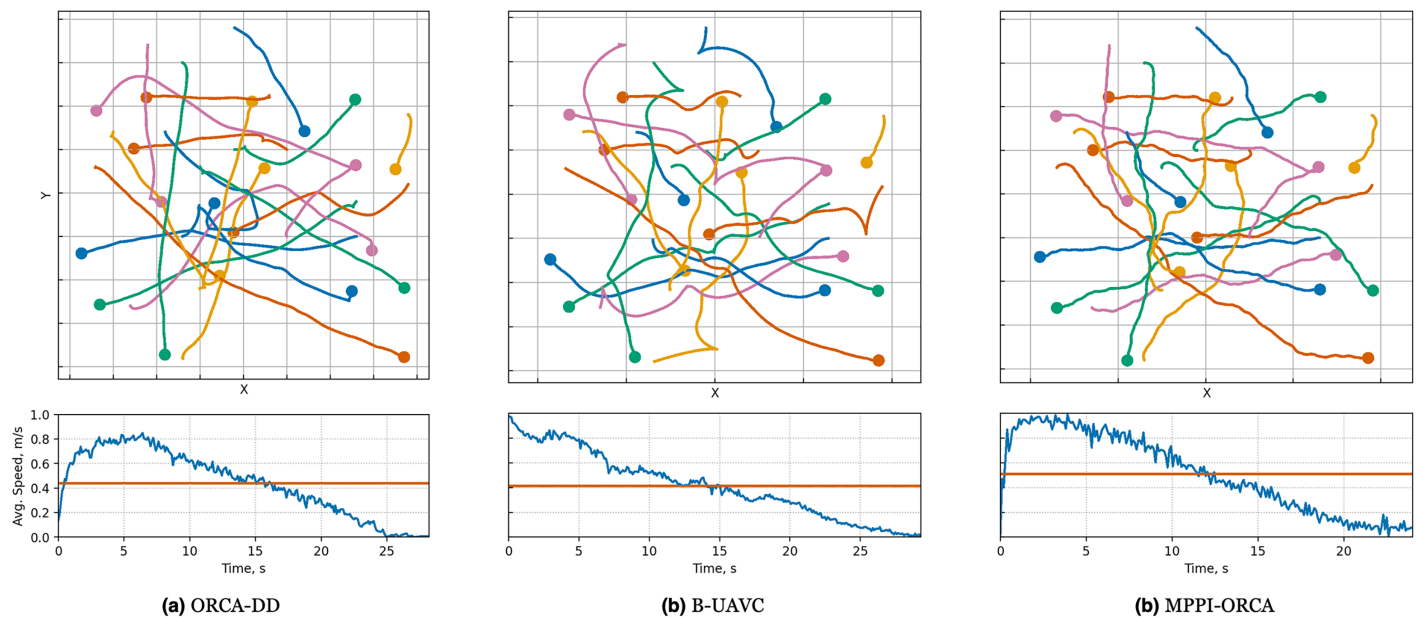 Y
X
X
X
Avg. Speed, m/s
1.0
0.8
0.6
0.4
0.2
0.0
0 5 10 15 20 25
0 5 10 15 20 25
0 5 10 15 20
Time, s
Time, s
Time, s
(a) ORCA-DD
(b) B-UAVC
(b) MPPI-ORCA